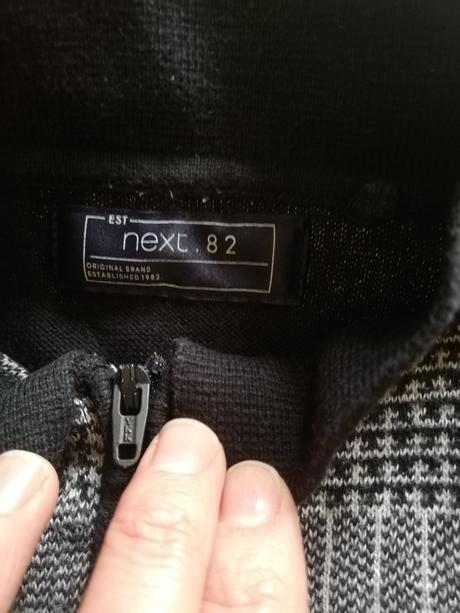 EST
next.82
ORIGINAL BRAND
ESTABLISHED 1982.